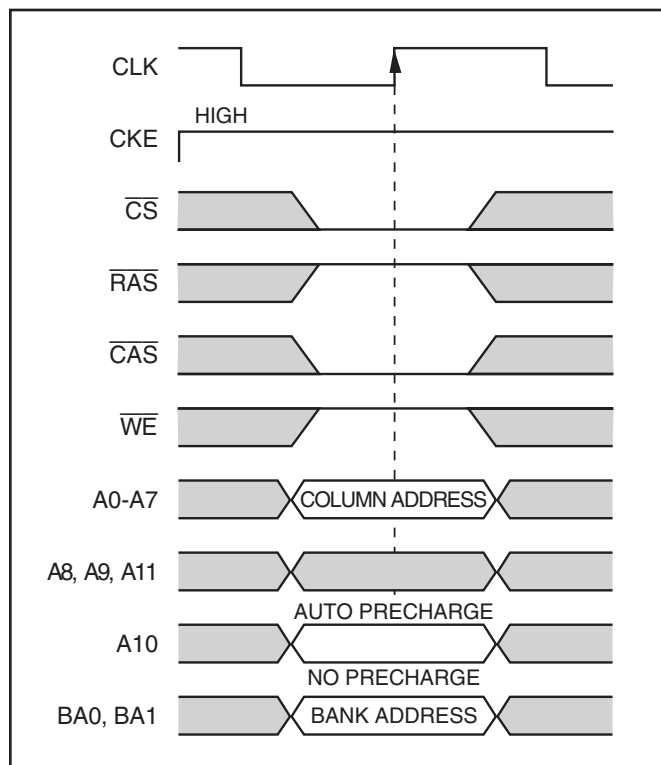 CLK
CKE HIGH
CS
RAS
CAS
WE
A0-A7 COLUMN ADDRESS
A8, A9, A11
AUTO PRECHARGE
A10
NO PRECHARGE
BA0, BA1 BANK ADDRESS